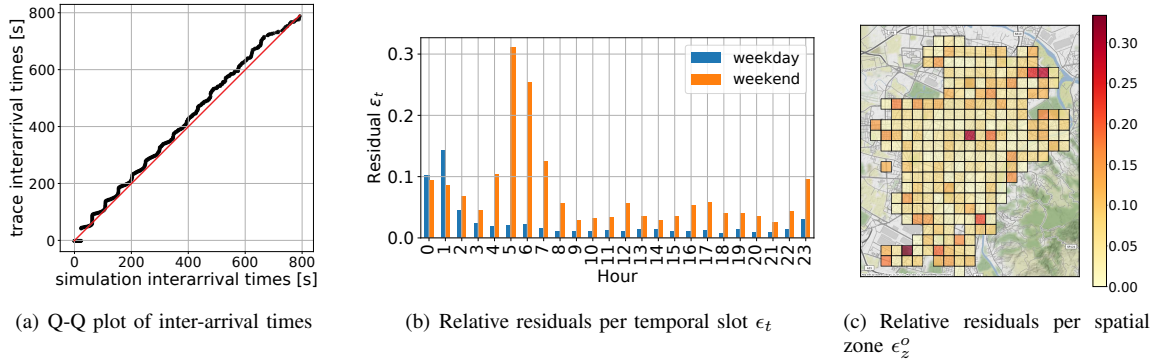 800
600
400
200
0
trace interarrival times [s]
0 200 400 600 800
simulation interarrival times [s]
(a) Q-Q plot of inter-arrival times
0.3
0.2
0.1
0.0
Residual ϵt
weekday
weekend
0 1 2 3 4 5 6 7 8 9 10 11 12 13 14 15 16 17 18 19 20 21 22 23
Hour
(b) Relative residuals per temporal slot ϵt
0.30
0.25
0.20
0.15
0.10
0.05
0.00
(c) Relative residuals per spatial
zone ϵ^o_z